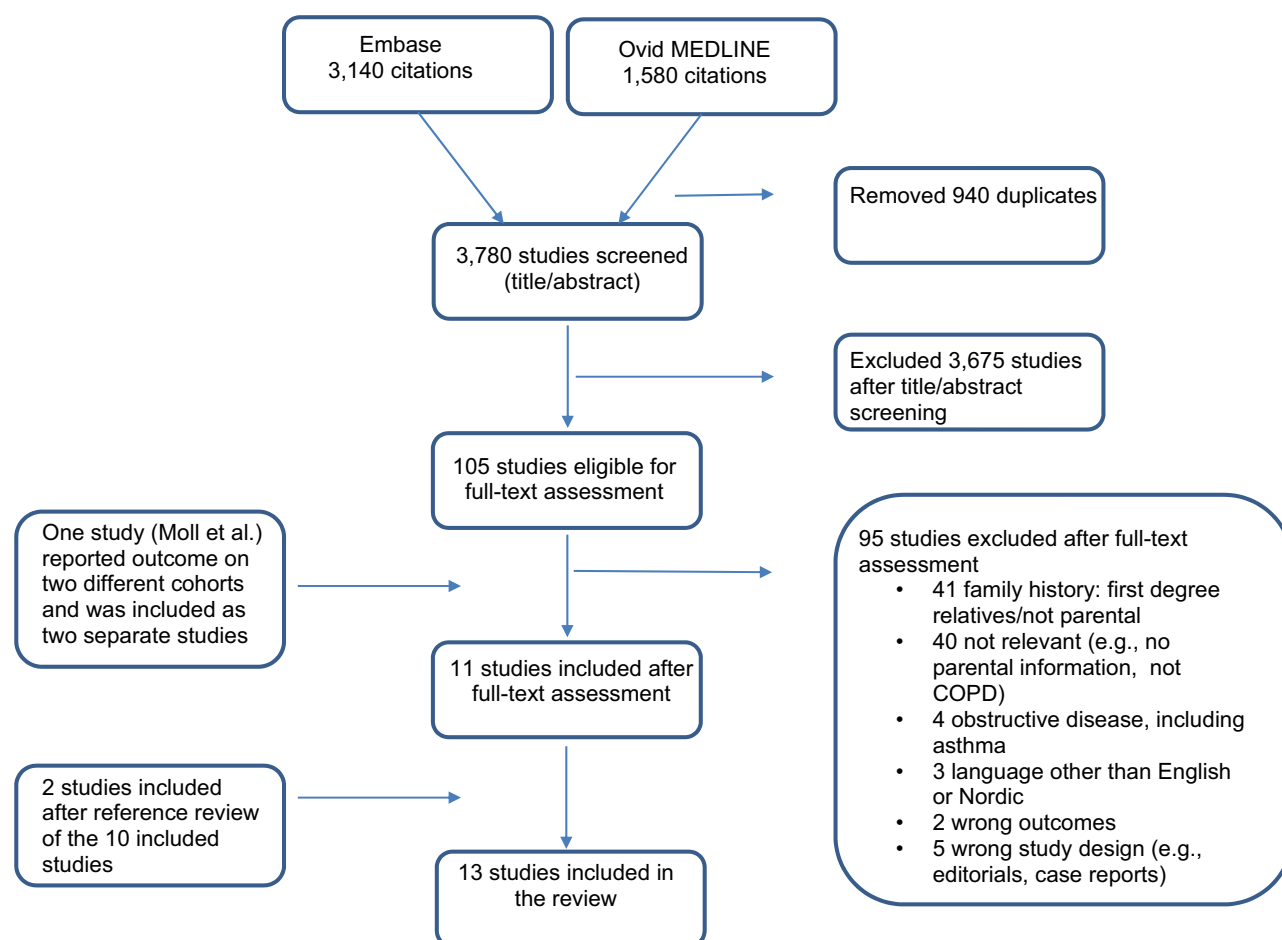 Embase
3,140 citations
Ovid MEDLINE
1,580 citations
Removed 940 duplicates
3,780 studies screened
(title/abstract)
Excluded 3,675 studies
after title/abstract
screening
105 studies eligible for
full-text assessment
One study (Moll et al.)
reported outcome on
two different cohorts
and was included as
two separate studies
95 studies excluded after full-text
assessment
• 41 family history: first degree
relatives/not parental
• 40 not relevant (e.g., no
parental information, not
COPD)
• 4 obstructive disease, including
asthma
• 3 language other than English
or Nordic
• 2 wrong outcomes
• 5 wrong study design (e.g.,
editorials, case reports)
11 studies included after
full-text assessment
2 studies included
after reference review
of the 10 included
studies
13 studies included in
the review